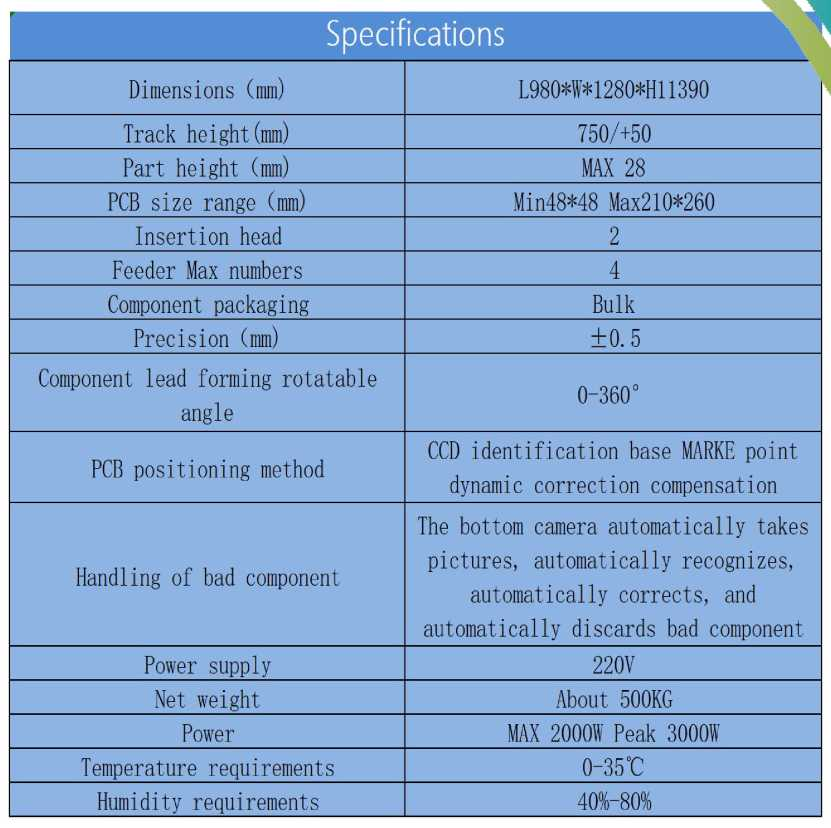 Specifications
Dimensions (mm) L980*W*1280*H11390
Track height(mm) 750/+50
Part height (mm) MAX 28
PCB size range (mm) Min48*48 Max210*260
Insertion head 2
Feeder Max numbers 4
Component packaging Bulk
Precision (mm) ±0.5
Component lead forming rotatable
angle
0-360°
PCB positioning method
CCD identification base MARKE point
dynamic correction compensation
Handling of bad component
The bottom camera automatically takes
pictures, automatically recognizes,
automatically corrects, and
automatically discards bad component
Power supply 220V
Net weight About 500KG
Power MAX 2000W Peak 3000W
Temperature requirements 0-35℃
Humidity requirements 40%-80%